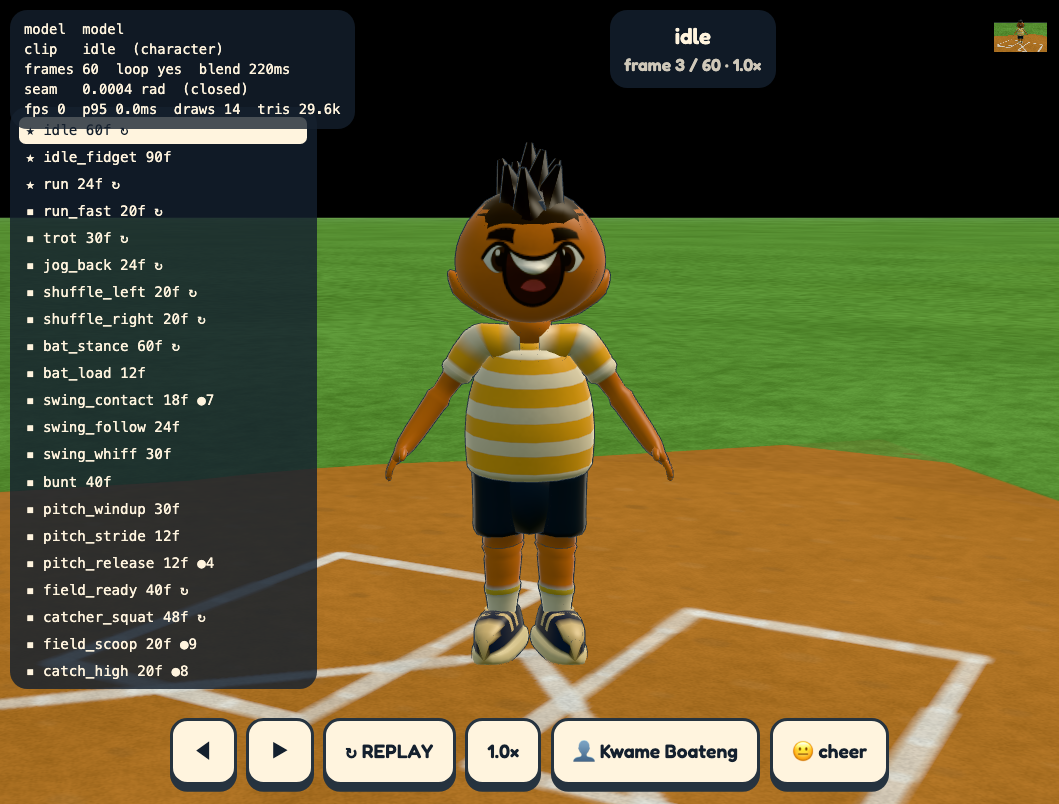 model  model
clip   idle  (character)
frames 60  loop yes  blend 220ms
seam   0.0004 rad  (closed)
fps 0  p95 0.0ms  draws 14  tris 29.6k
★ idle 60f ↻
★ idle_fidget 90f
★ run 24f ↻
▪ run_fast 20f ↻
▪ trot 30f ↻
▪ jog_back 24f ↻
▪ shuffle_left 20f ↻
▪ shuffle_right 20f ↻
▪ bat_stance 60f ↻
▪ bat_load 12f
▪ swing_contact 18f ●7
▪ swing_follow 24f
▪ swing_whiff 30f
▪ bunt 40f
▪ pitch_windup 30f
▪ pitch_stride 12f
▪ pitch_release 12f ●4
▪ field_ready 40f ↻
▪ catcher_squat 48f ↻
▪ field_scoop 20f ●9
▪ catch_high 20f ●8
idle
frame 3 / 60 · 1.0×
◀ ▶ ↻ REPLAY 1.0× 👤 Kwame Boateng 😐 cheer